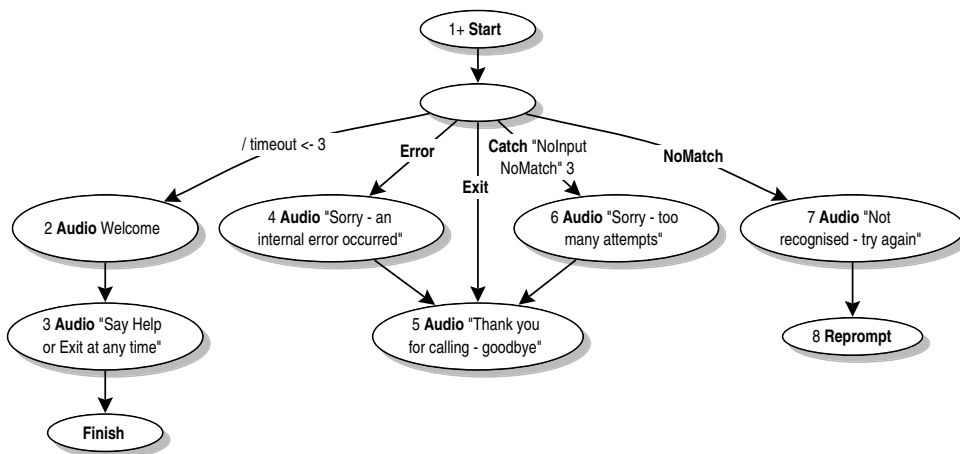 1+ Start
/ timeout <- 3
Error
Exit
Catch "NoInput
NoMatch" 3
NoMatch
2 Audio Welcome
4 Audio "Sorry - an
internal error occurred"
6 Audio "Sorry - too
many attempts"
7 Audio "Not
recognised - try again"
3 Audio "Say Help
or Exit at any time"
5 Audio "Thank you
for calling - goodbye"
8 Reprompt
Finish